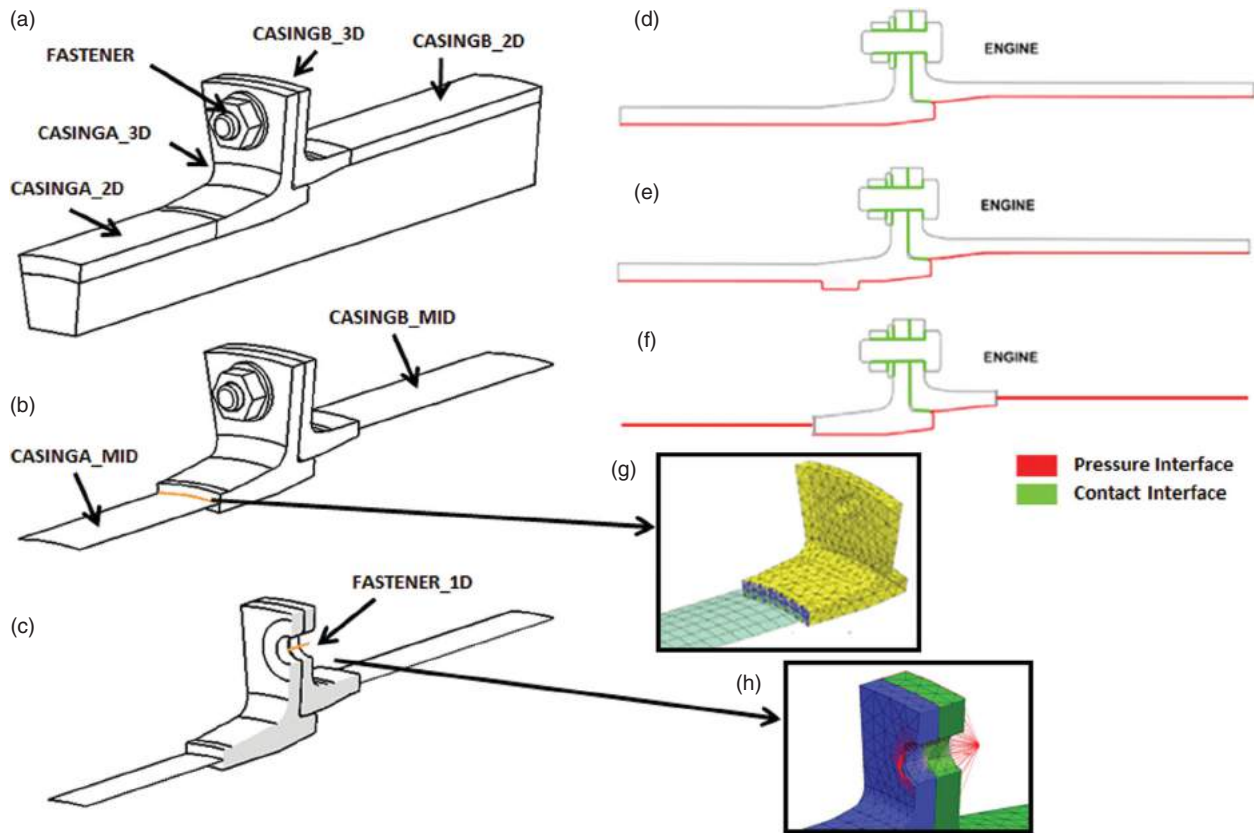 (a)
CASINGB_3D
CASINGB_2D
FASTENER
CASINGA_3D
CASINGA_2D
(b)
CASINGB_MID
CASINGA_MID
(c)
FASTENER_1D
(d)
ENGINE
(e)
ENGINE
(f)
ENGINE
Pressure Interface
Contact Interface
(g)
(h)